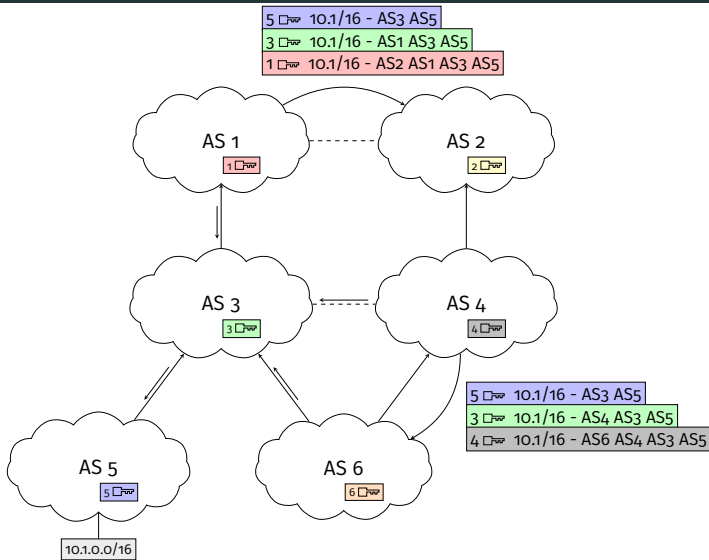 5 10.1/16 - AS3 AS5
3 10.1/16 - AS1 AS3 AS5
1 10.1/16 - AS2 AS1 AS3 AS5
AS 1
1
AS 2
2
AS 3
3
AS 4
4
5 10.1/16 - AS3 AS5
3 10.1/16 - AS4 AS3 AS5
4 10.1/16 - AS6 AS4 AS3 AS5
AS 5
5
AS 6
6
10.1.0.0/16